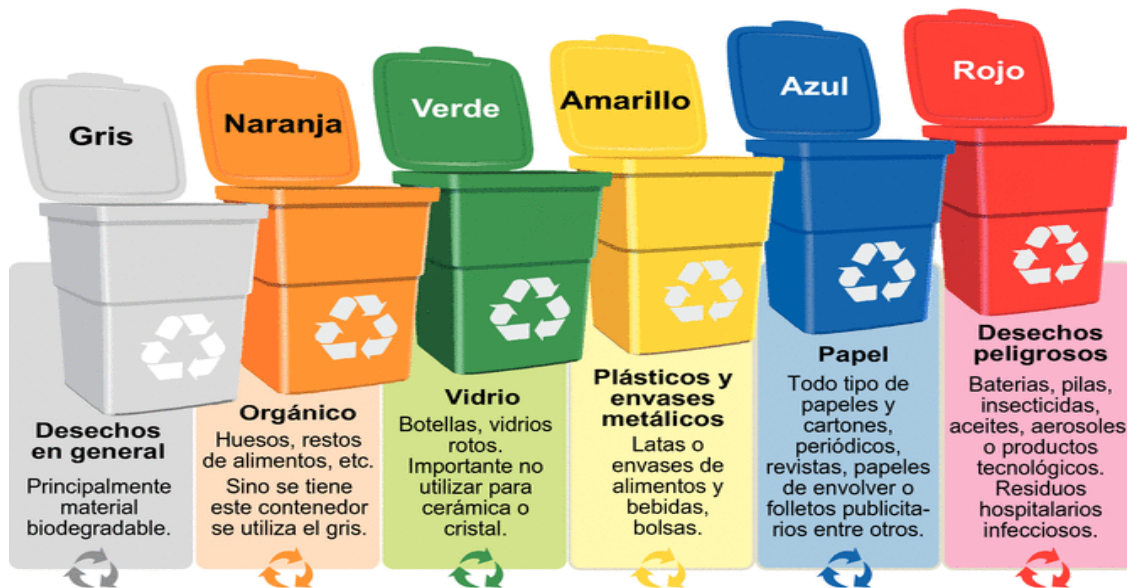 Gris
Desechos
en general
Principalmente
material
biodegradable.
Naranja
Orgánico
Huesos, restos
de alimentos, etc.
Sino se tiene
este contenedor
se utiliza el gris.
Verde
Vidrio
Botellas, vidrios
rotos.
Importante no
utilizar para
cerámica o
cristal.
Amarillo
Plásticos y
envases
metálicos
Latas o
envases de
alimentos y
bebidas,
bolsas.
Azul
Papel
Todo tipo de
papeles y
cartones,
periódicos,
revistas, papeles
de envolver o
folletos publicita-
rios entre otros.
Rojo
Desechos
peligrosos
Baterias, pilas,
insecticidas,
aceites, aerosoles
o productos
tecnológicos.
Residuos
hospitalarios
infecciosos.